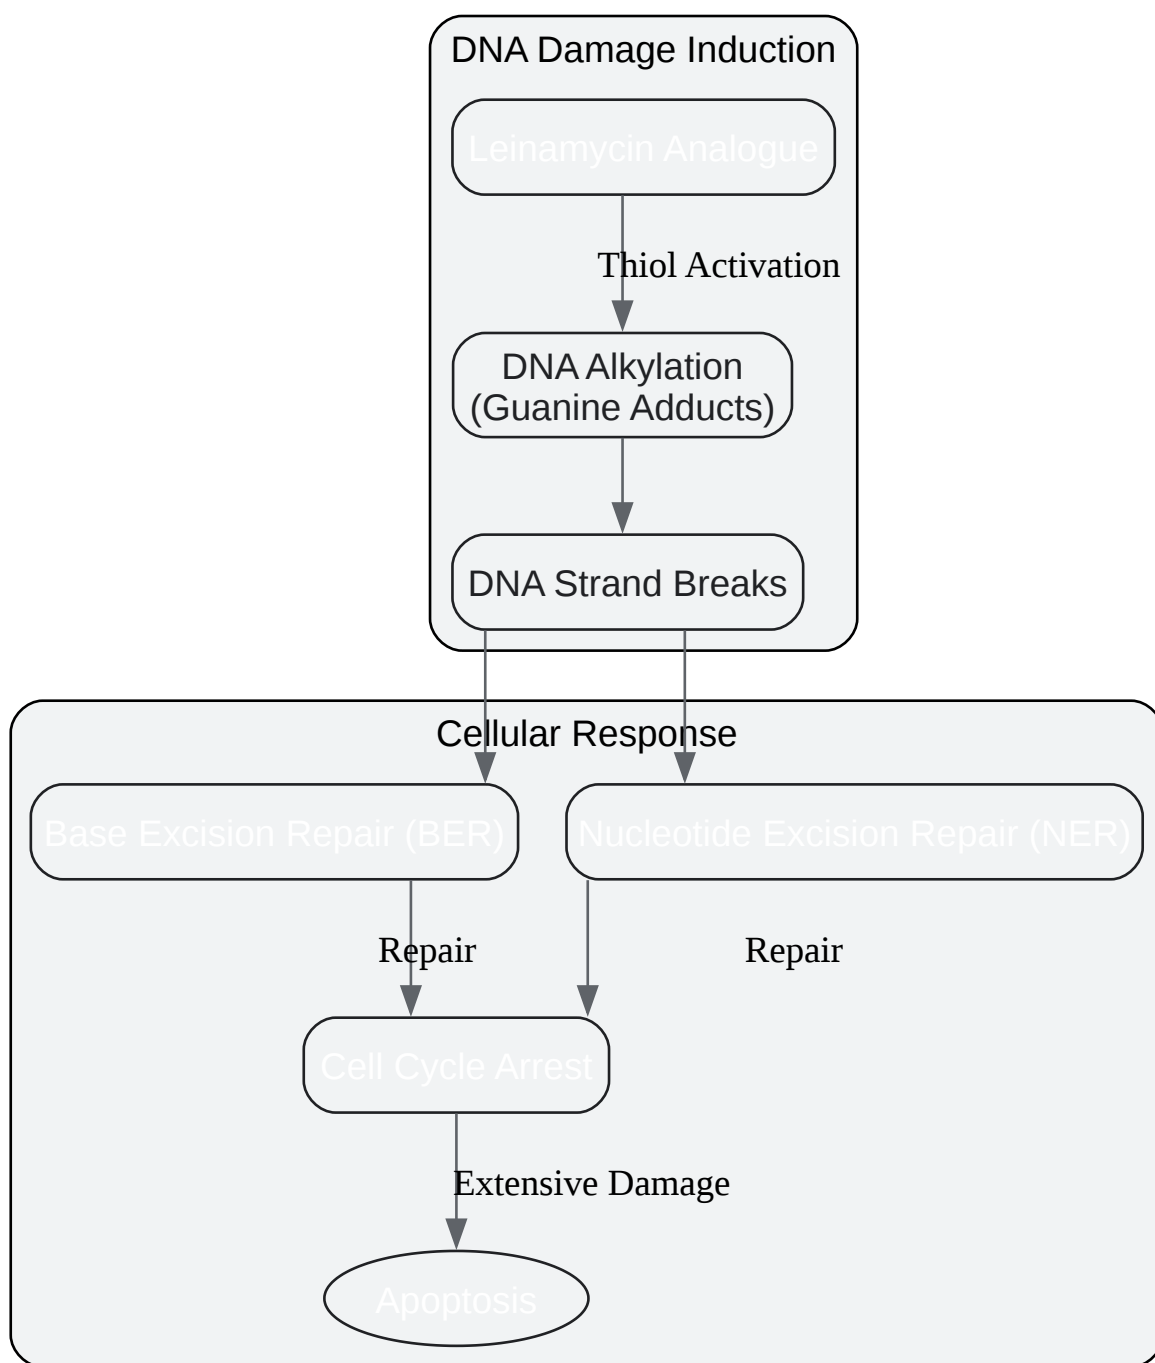 DNA Damage Induction
Leinamycin Analogue
Thiol Activation
DNA Alkylation
(Guanine Adducts)
DNA Strand Breaks
Cellular Response
Base Excision Repair (BER)
Nucleotide Excision Repair (NER)
Repair
Repair
Cell Cycle Arrest
Extensive Damage
Apoptosis